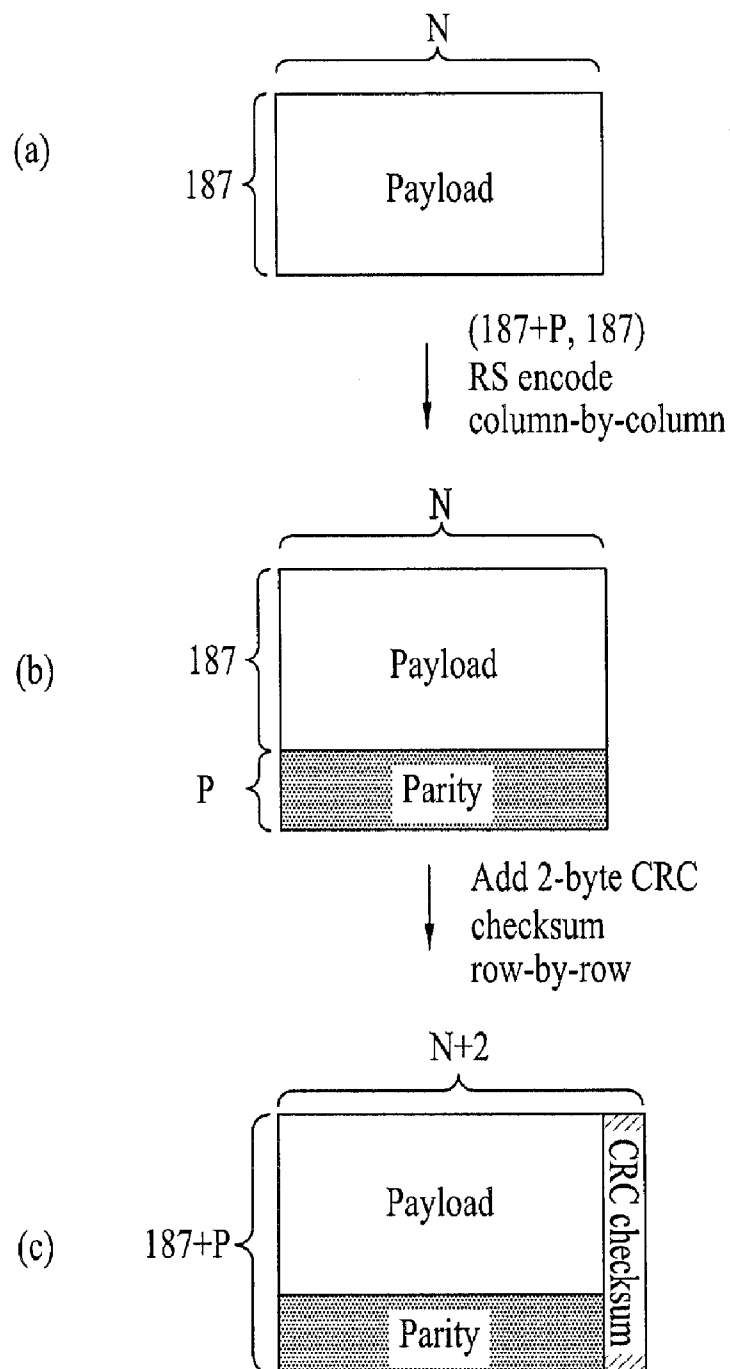 N
(a)
187
Payload
(187+P, 187)
RS encode
column-by-column
N
(b)
187
Payload
P
Parity
Add 2-byte CRC
checksum
row-by-row
N+2
(c)
187+P
Payload
CRC checksum
Parity